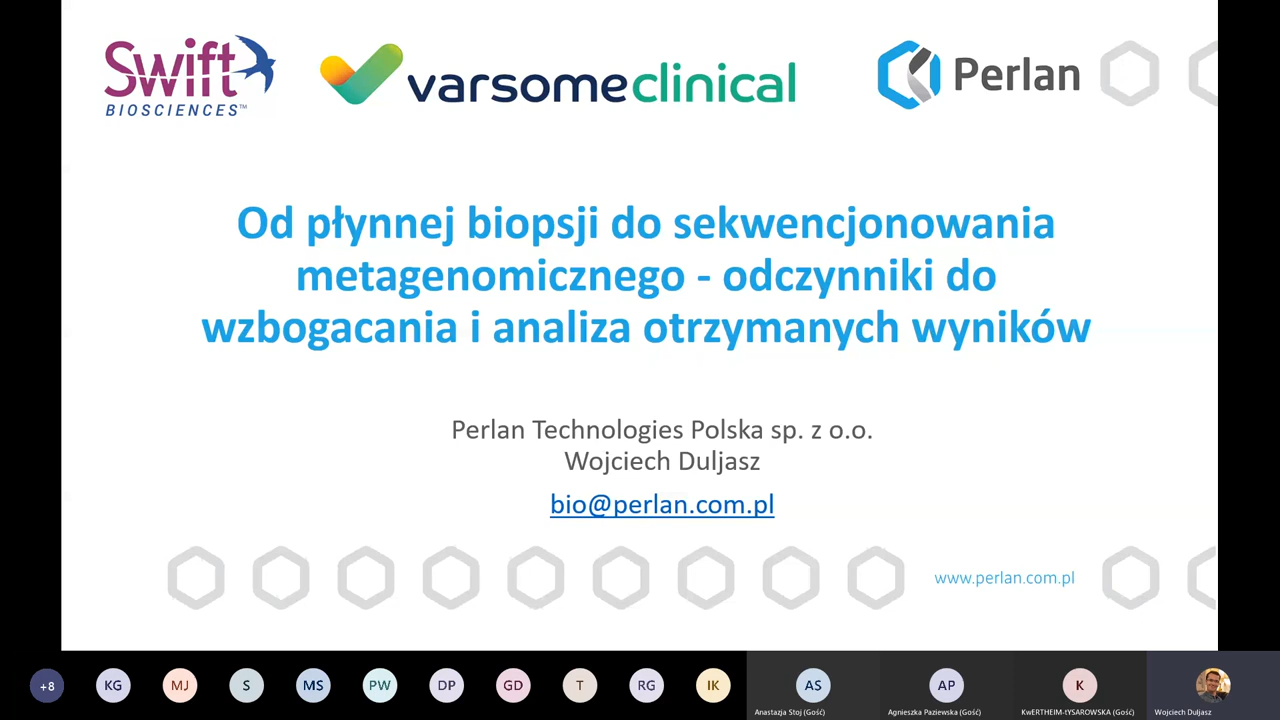 Swift
BIOSCIENCES™
varsomeclinical
Perlan
Od płynnej biopsji do sekwencjonowania
metagenomicznego - odczynniki do
wzbogacania i analiza otrzymanych wyników
Perlan Technologies Polska sp. z o.o.
Wojciech Duljasz
bio@perlan.com.pl
www.perlan.com.pl
+8 KG MJ S MS PW DP GD T RG IK AS AP K
Anastazja Stoj (Gość) Agnieszka Paziewska (Gość) KwERTHEIM-tYSAROWSKA (Gość) Wojciech Duljasz